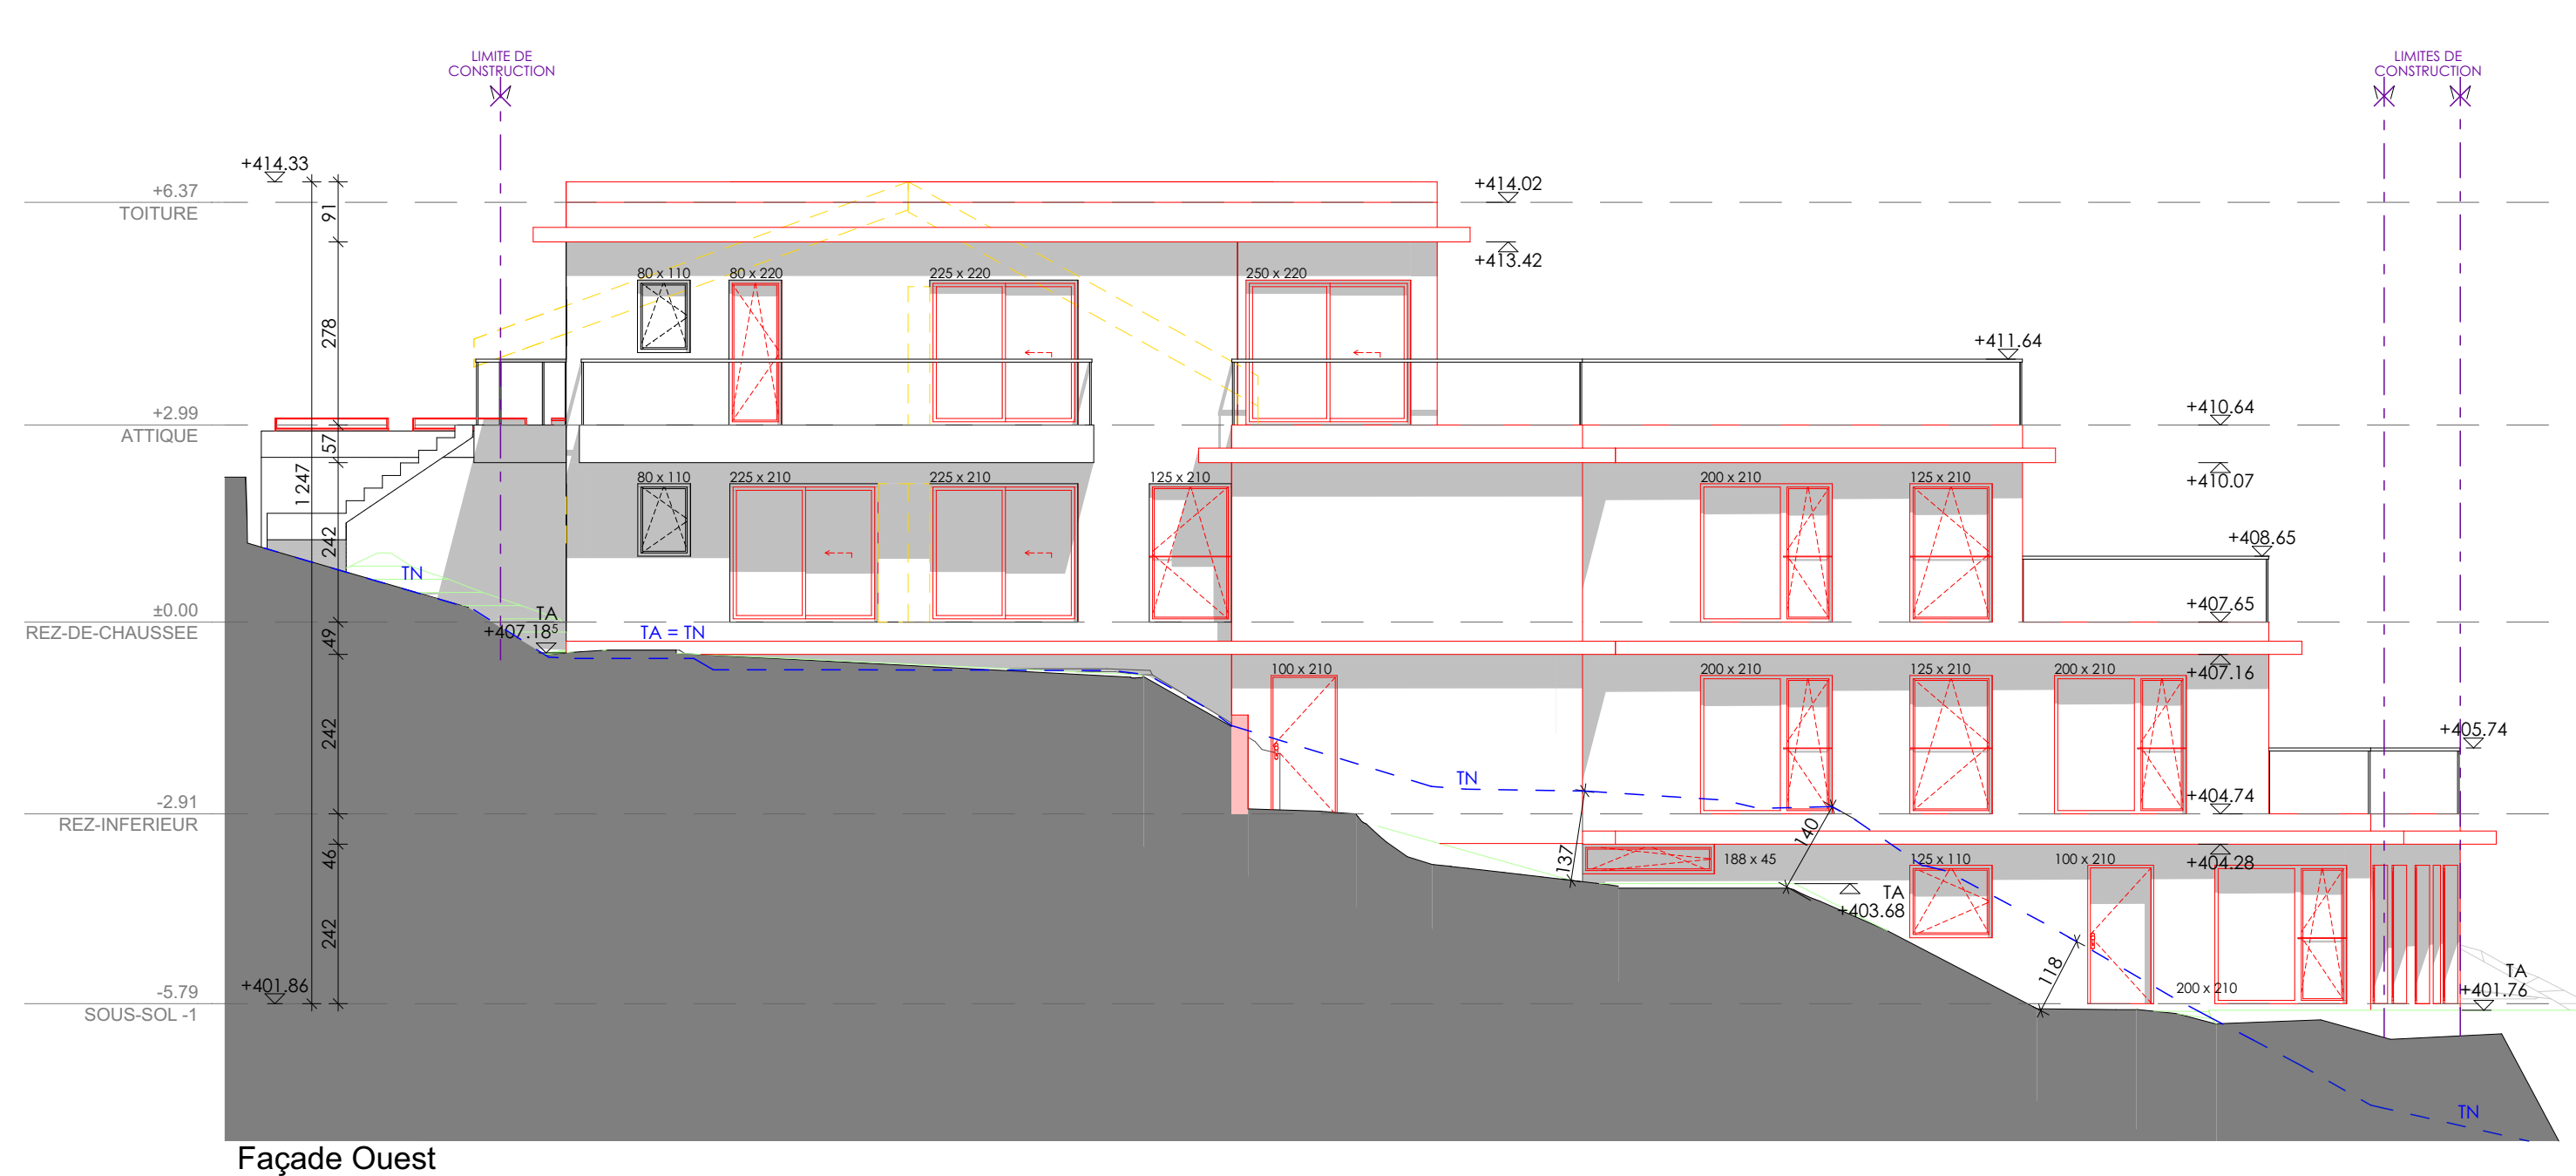 LIMITE DE
CONSTRUCTION
LIMITES DE
CONSTRUCTION
+414.33
+6.37
TOITURE
91
+414.02
+413.42
80 x 110
80 x 220
225 x 220
250 x 220
278
+411.64
+2.99
ATTIQUE
+410.64
57
1 247
80 x 110
225 x 210
225 x 210
125 x 210
200 x 210
125 x 210
+410.07
242
TN
+408.65
±0.00
REZ-DE-CHAUSSEE
TA
+407.18⁵
TA = TN
+407.65
49
100 x 210
200 x 210
125 x 210
200 x 210
+407.16
242
+405.74
TN
-2.91
REZ-INFERIEUR
+404.74
140
46
137
188 x 45
125 x 110
100 x 210
+404.28
TA
+403.68
242
118
-5.79
SOUS-SOL -1
+401.86
200 x 210
TA
+401.76
TN
Façade Ouest